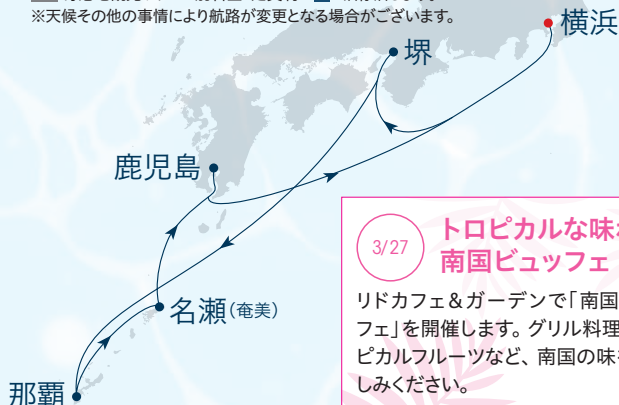 ※天候その他の事情により航路が変更となる場合がございます。
横浜
堺
鹿児島
名瀬(奄美)
那覇
3/27
トロピカルな味
南国ビュッフェ
リドカフェ&ガーデンで「南国
フェ」を開催します。グリル料理
ピカルフルーツなど、南国の味
しみください。